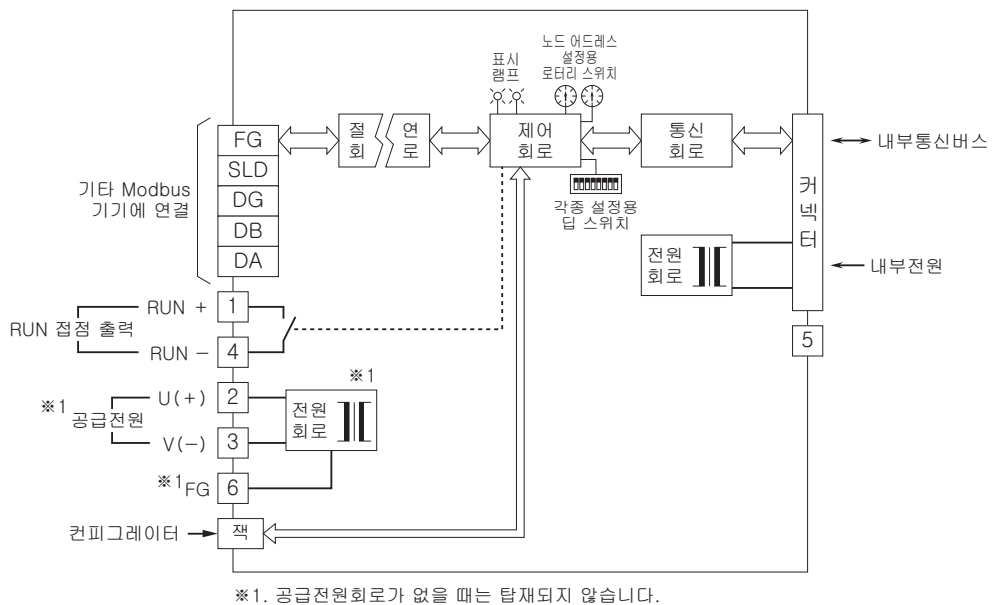 노드 어드레스
설정용
로터리 스위치
표시
램프
FG
SLD
DG
DB
DA
기타 Modbus
기기에 연결
절 연
회 로
제어
회로
통신
회로
각종 설정용
딥 스위치
커넥터
내부통신버스
내부전원
전원
회로
5
RUN 접점 출력
RUN +
1
RUN −
4
※1
공급전원
U(+)
2
V(−)
3
※1
전원
회로
※1 FG
6
컨피그레이터
잭
※1. 공급전원회로가 없을 때는 탑재되지 않습니다.